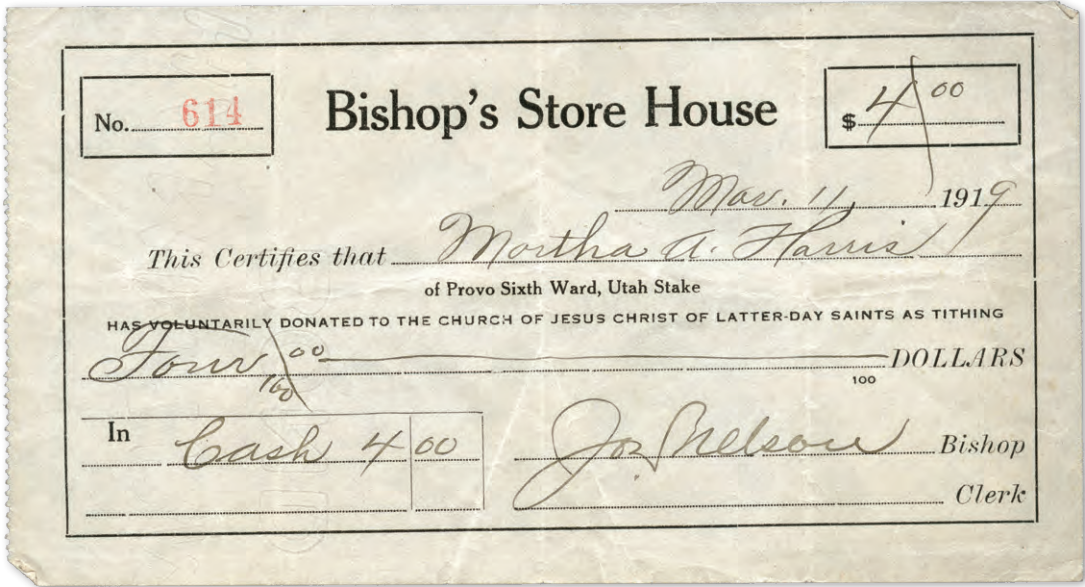 No. 614
Bishop's Store House
$ 4 00
Mar. 11, 1919
This Certifies that Martha A. Harris
of Provo Sixth Ward, Utah Stake
HAS VOLUNTARILY DONATED TO THE CHURCH OF JESUS CHRIST OF LATTER-DAY SAINTS AS TITHING
Four 00/100 DOLLARS
100
In Cash 4 00
Jos Nelson Bishop
Clerk